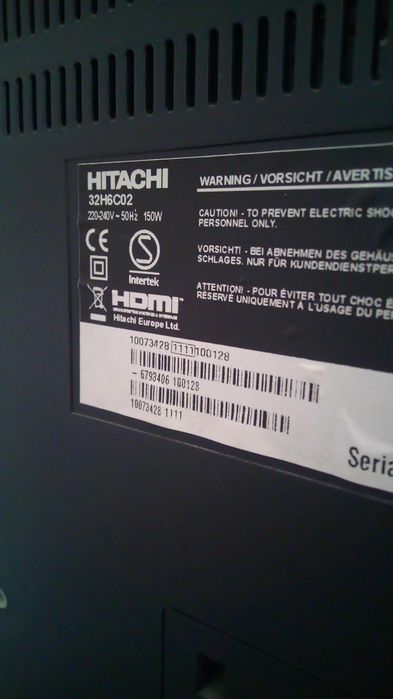 HITACHI
32H6C02
220-240V ~ 50Hz 150W
CE
S
Intertek
HDMI
Hitachi Europe Ltd.
WARNING / VORSICHT / AVERTIS
CAUTION! - TO PREVENT ELECTRIC SHO
PERSONNEL ONLY.
VORSICHT! - BEI ABNEHMEN DES GEHÄU
SCHLAGES. NUR FÜR KUNDENDIENSTPER
ATTENTION! - POUR ÉVITER TOUT CHOC É
RÉSERVÉ UNIQUEMENT À L'USAGE DU PE
10073428 1111 100128
- 6793406 100128
10073428 1111
Seria